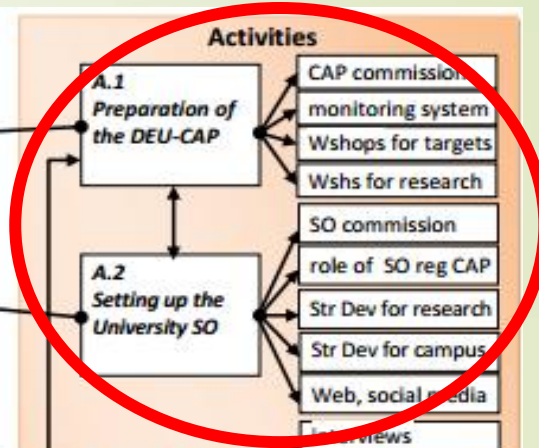 Activities
A.1
Preparation of
the DEU-CAP
CAP commission
monitoring system
Wshops for targets
Wshs for research
A.2
Setting up the
University SO
SO commission
role of SO reg CAP
Str Dev for research
Str Dev for campus
Web, social media
interviews